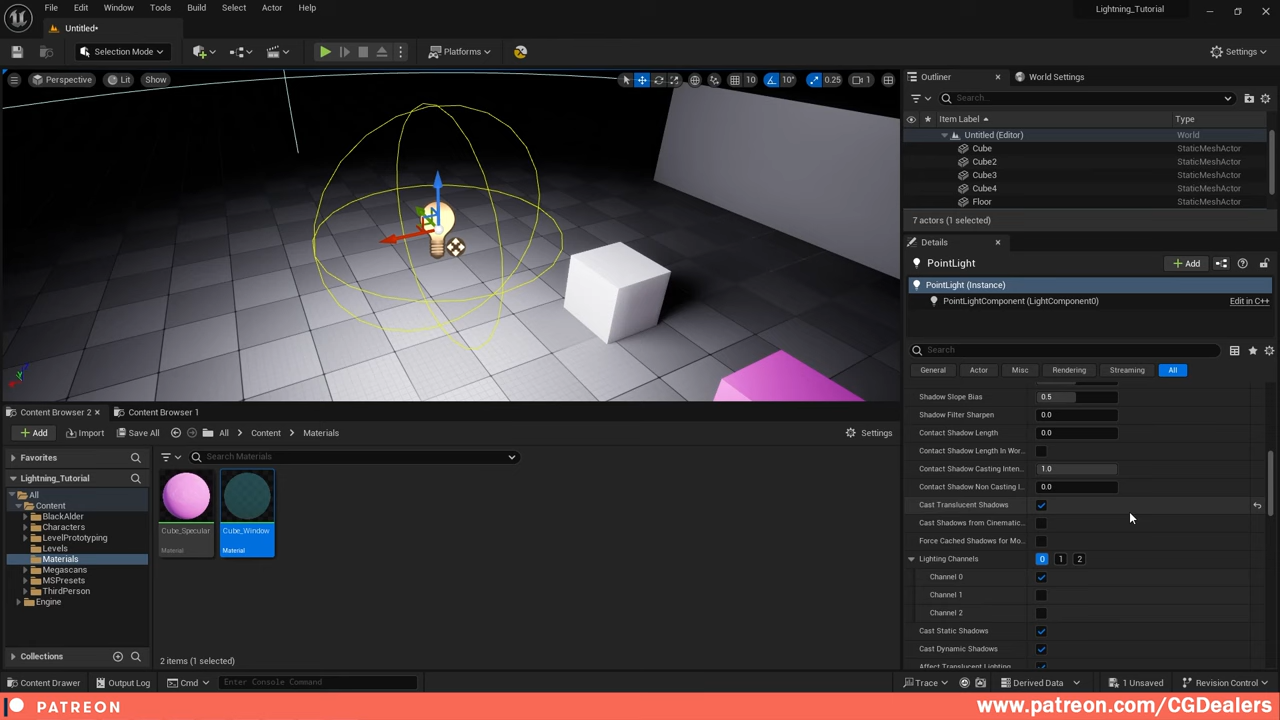 File Edit Window Tools Build Select Actor Help
Lightning_Tutorial
Untitled*
Selection Mode
Platforms
Settings
Perspective
Lit
Show
10
10°
0.25
1
Outliner
World Settings
Search...
Item Label
Type
Untitled (Editor) World
Cube StaticMeshActor
Cube2 StaticMeshActor
Cube3 StaticMeshActor
Cube4 StaticMeshActor
Floor StaticMeshActor
7 actors (1 selected)
Details
PointLight
Add
PointLight (Instance)
PointLightComponent (LightComponent0) Edit in C++
Search
General Actor Misc Rendering Streaming All
Shadow Slope Bias 0.5
Shadow Filter Sharpen 0.0
Contact Shadow Length 0.0
Contact Shadow Length In Wor...
Contact Shadow Casting Inten... 1.0
Contact Shadow Non Casting I... 0.0
Cast Translucent Shadows
Cast Shadows from Cinematic...
Force Cached Shadows for Mo...
Lighting Channels 0 1 2
Channel 0
Channel 1
Channel 2
Cast Static Shadows
Cast Dynamic Shadows
Affect Translucent Lighting
Content Browser 2
Content Browser 1
Add
Import
Save All
All
Content
Materials
Settings
Favorites
Search Materials
Lightning_Tutorial
All
Content
BlackAlder
Characters
LevelPrototyping
Levels
Materials
Megascans
MSPresets
ThirdPerson
Engine
Cube_Specular
Material
Cube_Window
Material
Collections
2 items (1 selected)
Content Drawer
Output Log
Cmd
Enter Console Command
Trace
Derived Data
1 Unsaved
Revision Control
PATREON
www.patreon.com/CGDealers